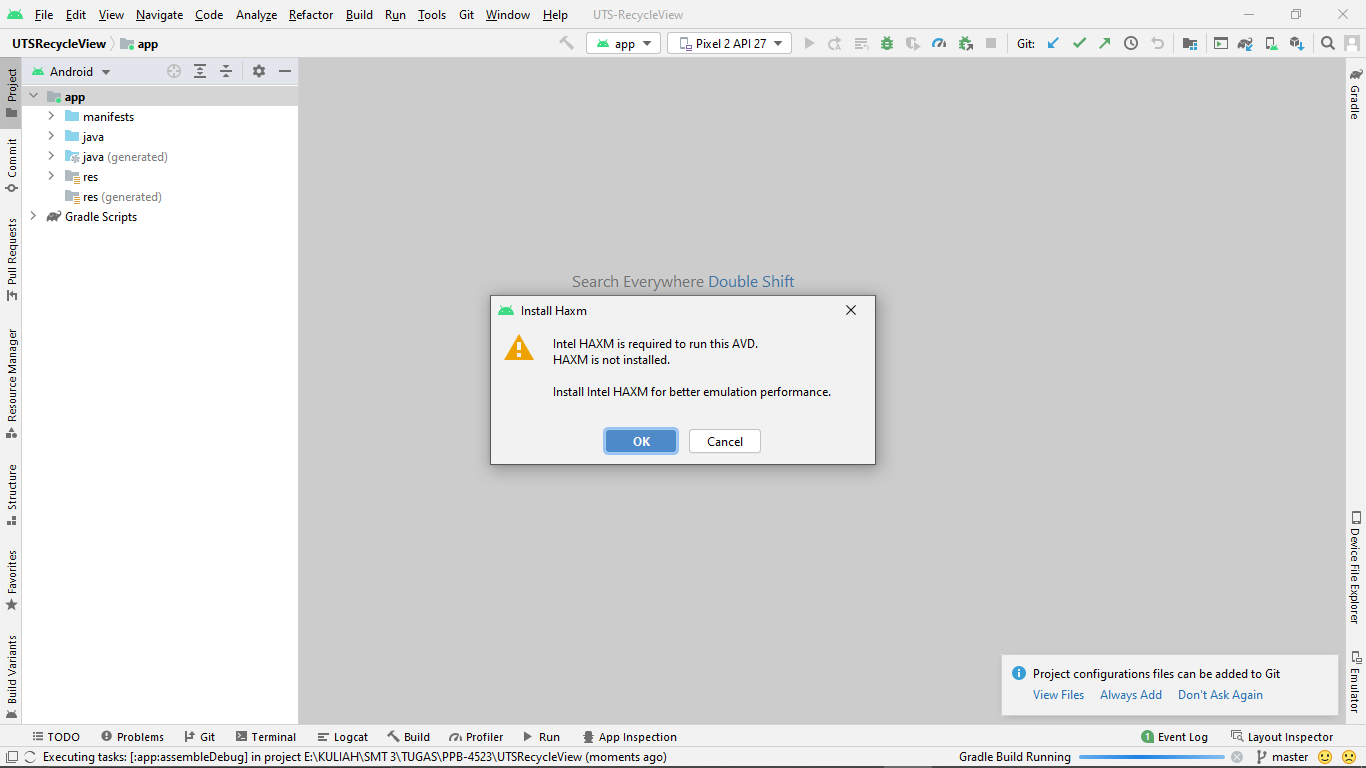 File Edit View Navigate Code Analyze Refactor Build Run Tools Git Window Help UTS-RecycleView
UTSRecycleView app
app
Pixel 2 API 27
Git:
Project
Android
app
manifests
java
java (generated)
res
res (generated)
Gradle Scripts
Commit
Pull Requests
Resource Manager
Structure
Favorites
Build Variants
Search Everywhere Double Shift
Install Haxm
Intel HAXM is required to run this AVD.
HAXM is not installed.
Install Intel HAXM for better emulation performance.
OK Cancel
Gradle
Device File Explorer
Emulator
Project configurations files can be added to Git
View Files Always Add Don't Ask Again
TODO Problems Git Terminal Logcat Build Profiler Run App Inspection 1 Event Log Layout Inspector
Executing tasks: [:app:assembleDebug] in project E:\KULIAH\SMT 3\TUGAS\PPB-4523\UTSRecycleView (moments ago) Gradle Build Running master